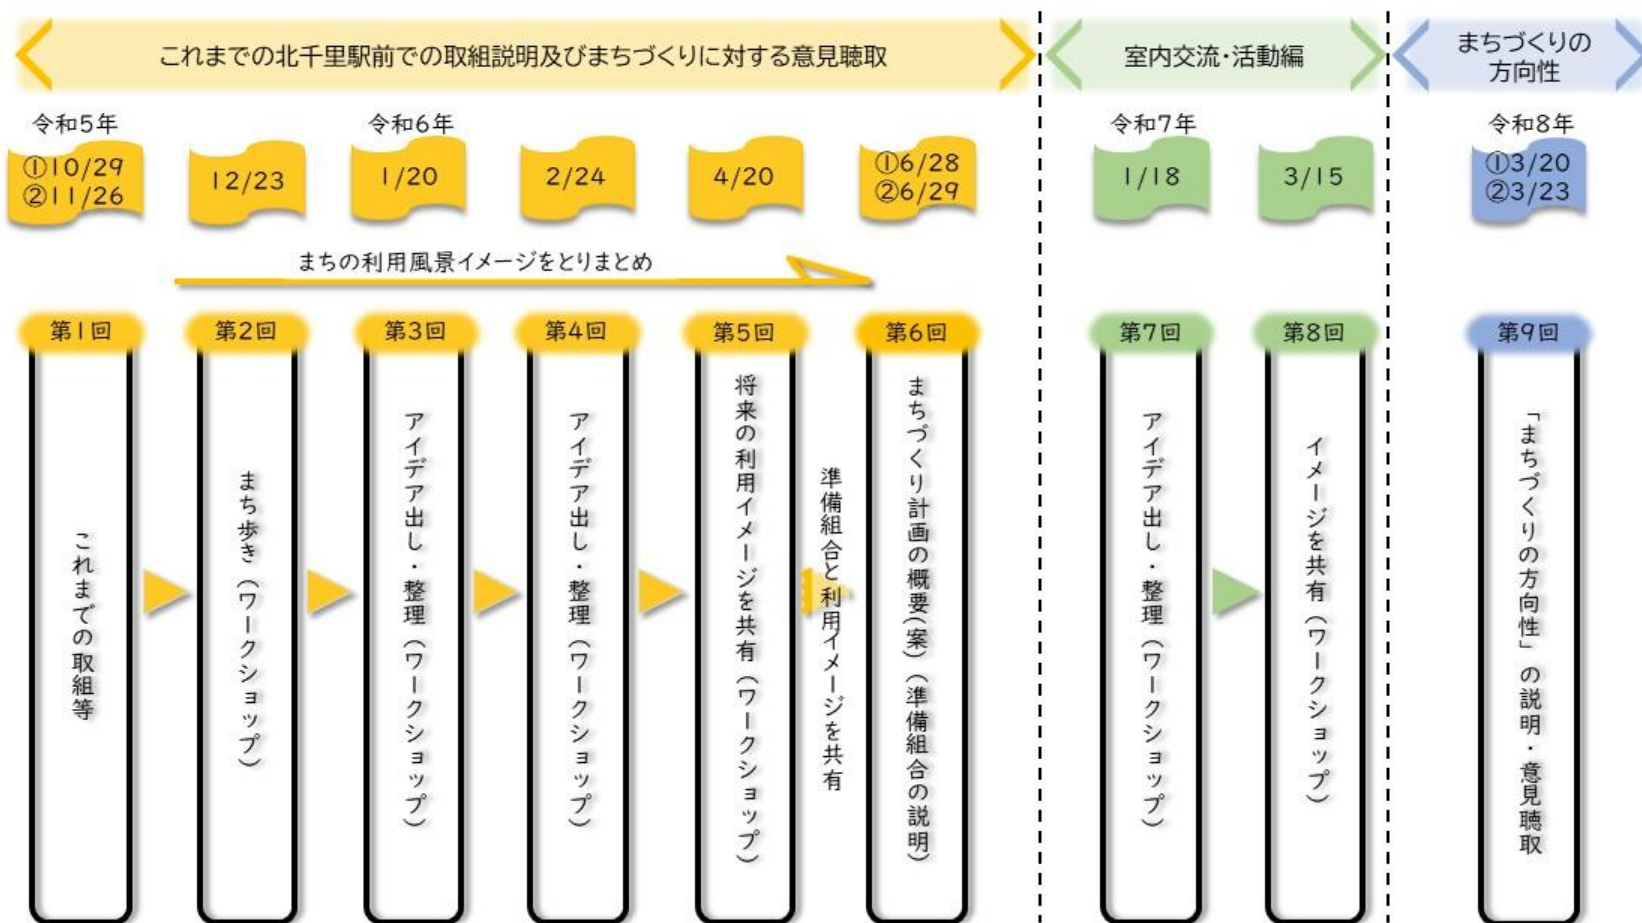 これまでの北千里駅前での取組説明及びまちづくりに対する意見聴取
室内交流・活動編
まちづくりの
方向性
令和5年
①10/29
②11/26
12/23
令和6年
1/20
2/24
4/20
①6/28
②6/29
令和7年
1/18
3/15
令和8年
①3/20
②3/23
まちの利用風景イメージをとりまとめ
第1回
これまでの取組等
第2回
まち歩き（ワークショップ）
第3回
アイデア出し・整理（ワークショップ）
第4回
アイデア出し・整理（ワークショップ）
第5回
将来の利用イメージを共有（ワークショップ）
準備組合と利用イメージを共有
第6回
まちづくり計画の概要（案）（準備組合の説明）
第7回
アイデア出し・整理（ワークショップ）
第8回
イメージを共有（ワークショップ）
第9回
「まちづくりの方向性」の説明・意見聴取